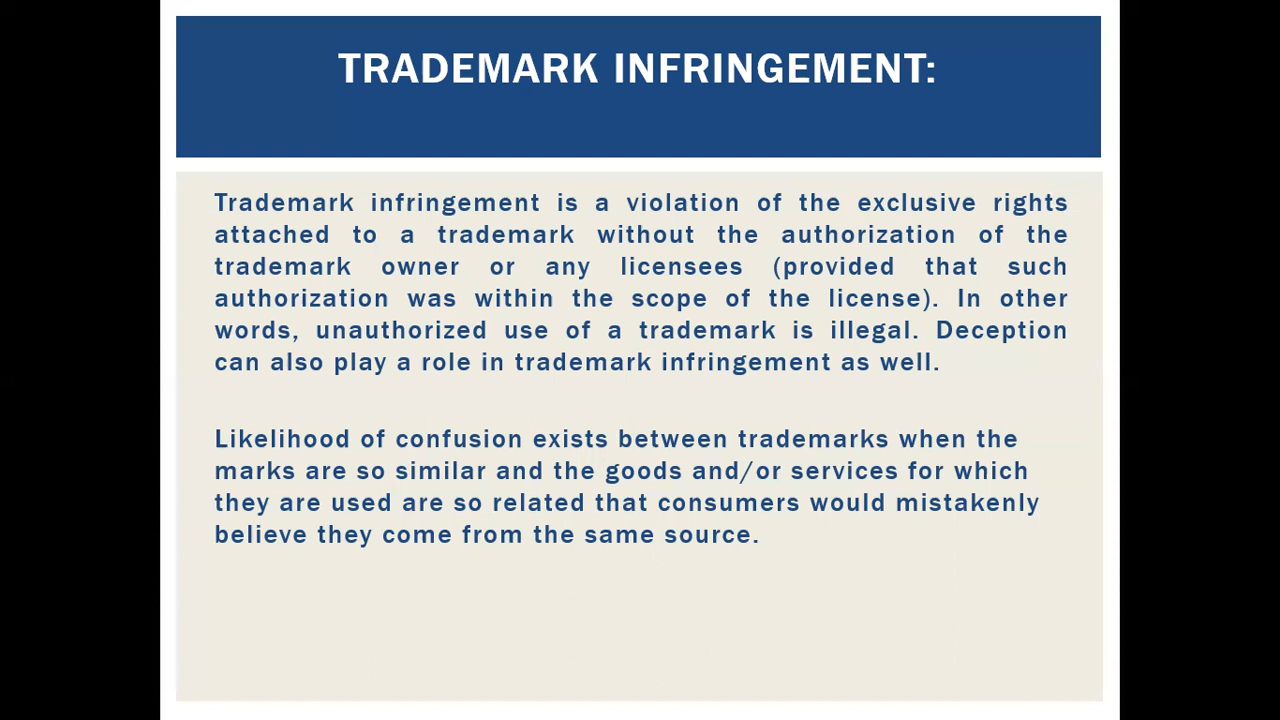 TRADEMARK INFRINGEMENT:
Trademark infringement is a violation of the exclusive rights
attached to a trademark without the authorization of the
trademark owner or any licensees (provided that such
authorization was within the scope of the license). In other
words, unauthorized use of a trademark is illegal. Deception
can also play a role in trademark infringement as well.
Likelihood of confusion exists between trademarks when the
marks are so similar and the goods and/or services for which
they are used are so related that consumers would mistakenly
believe they come from the same source.